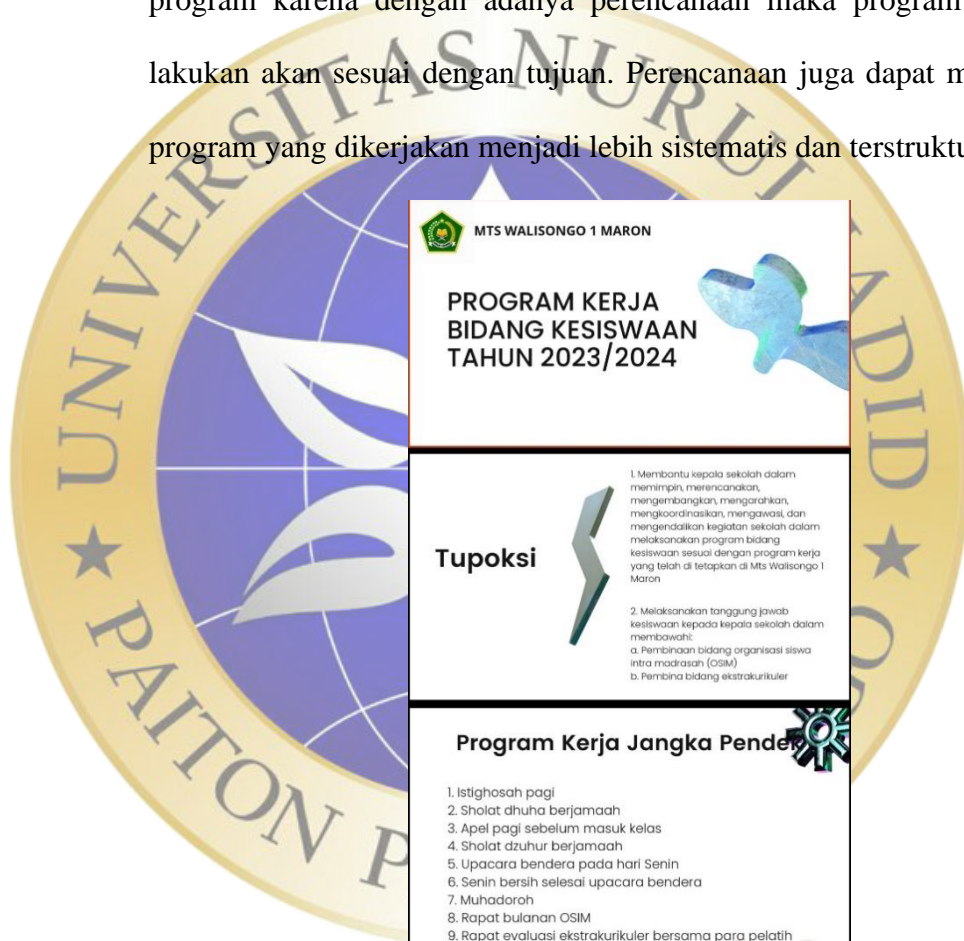 program karena dengan adanya perencanaan maka program
lakukan akan sesuai dengan tujuan. Perencanaan juga dapat
program yang dikerjakan menjadi lebih sistematis dan
UNIVERSITAS NURUL JADID
★ PAITON P
★
MTS WALISONGO 1 MARON
PROGRAM KERJA
BIDANG KESISWAAN
TAHUN 2023/2024
Tupoksi
1. Membontu kepala sekolah dalam
memimpin, merencanakan,
mengembangkan, mengarahkan,
mengkoordinasikan, mengawasi, dan
mengendalikan kegiatan sekolah dalam
melaksanakan program bidang
kesiswaan sesuai dengan program kerja
yang telah di tetapkan di Mts Walisongo 1
Maron
2. Melaksanakan tanggung jawab
kesiswaan kepada kepala sekolah dalam
membawahi:
a. Pembinaan bidang organisasi siswa
intra madrasah (OSIM)
b. Pembina bidang ekstrakurikuler
Program Kerja Jangka Pendek
1. Istighosah pagi
2. Sholat dhuha berjamaah
3. Apel pagi sebelum masuk kelas
4. Sholat dzuhur berjamaah
5. Upacara bendera pada hari Senin
6. Senin bersih selesai upacara bendera
7. Muhadoroh
8. Rapat bulanan OSIM
9. Rapat evaluasi ekstrakurikuler bersama para pelatih